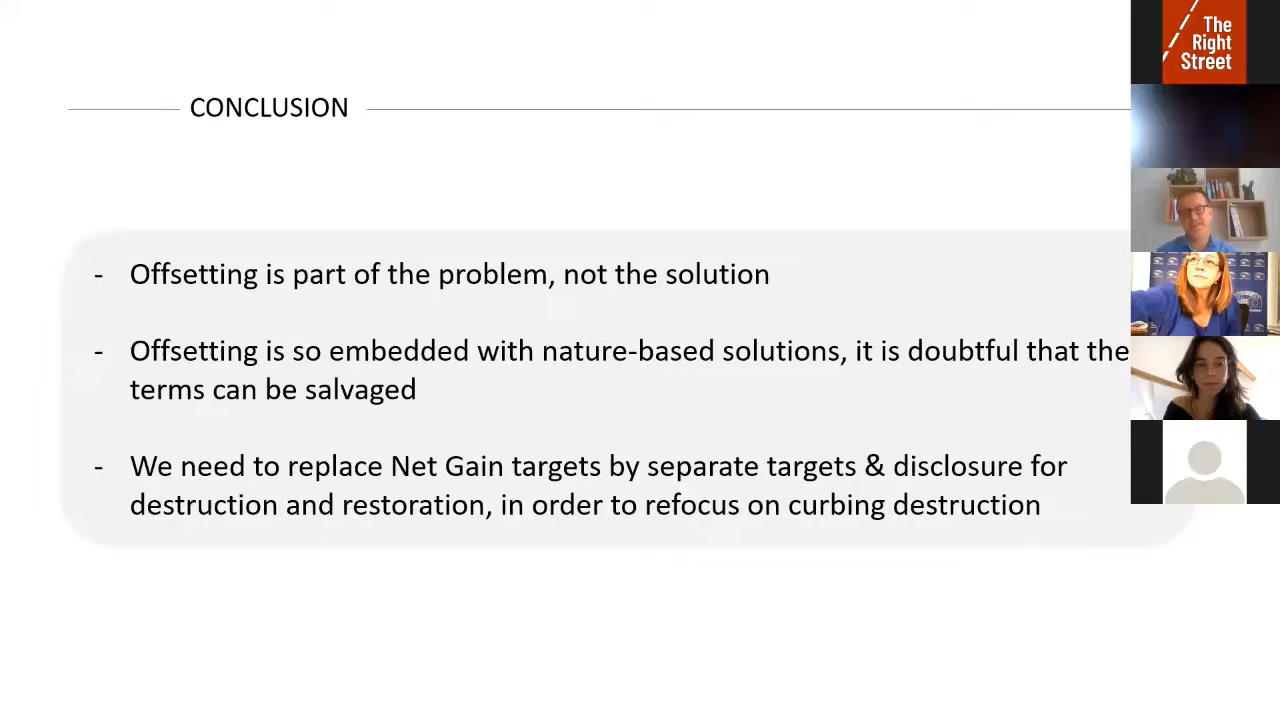 CONCLUSION
- Offsetting is part of the problem, not the solution
- Offsetting is so embedded with nature-based solutions, it is doubtful that the
terms can be salvaged
- We need to replace Net Gain targets by separate targets & disclosure for
destruction and restoration, in order to refocus on curbing destruction
The
Right
Street